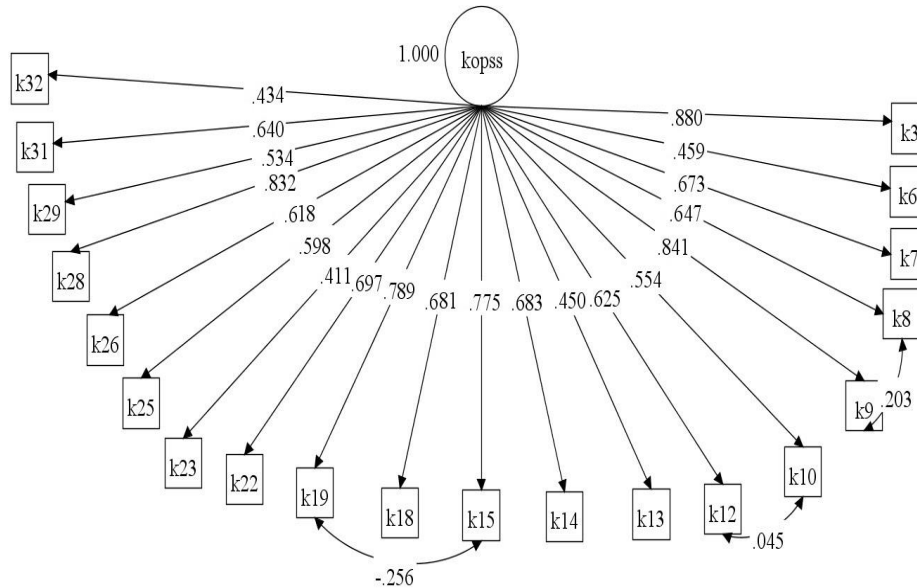 1.000
kopss
k32
.434
.880
k3
k31
.640
.459
k6
k29
.534
.673
k7
k28
.832
.647
k8
k26
.618
.841
k9
.203
k25
.598
.554
k10
k23
.411
.625
k12
.045
k22
.697
.450
k13
k19
.789
.683
k14
k18
.681
.775
k15
-.256